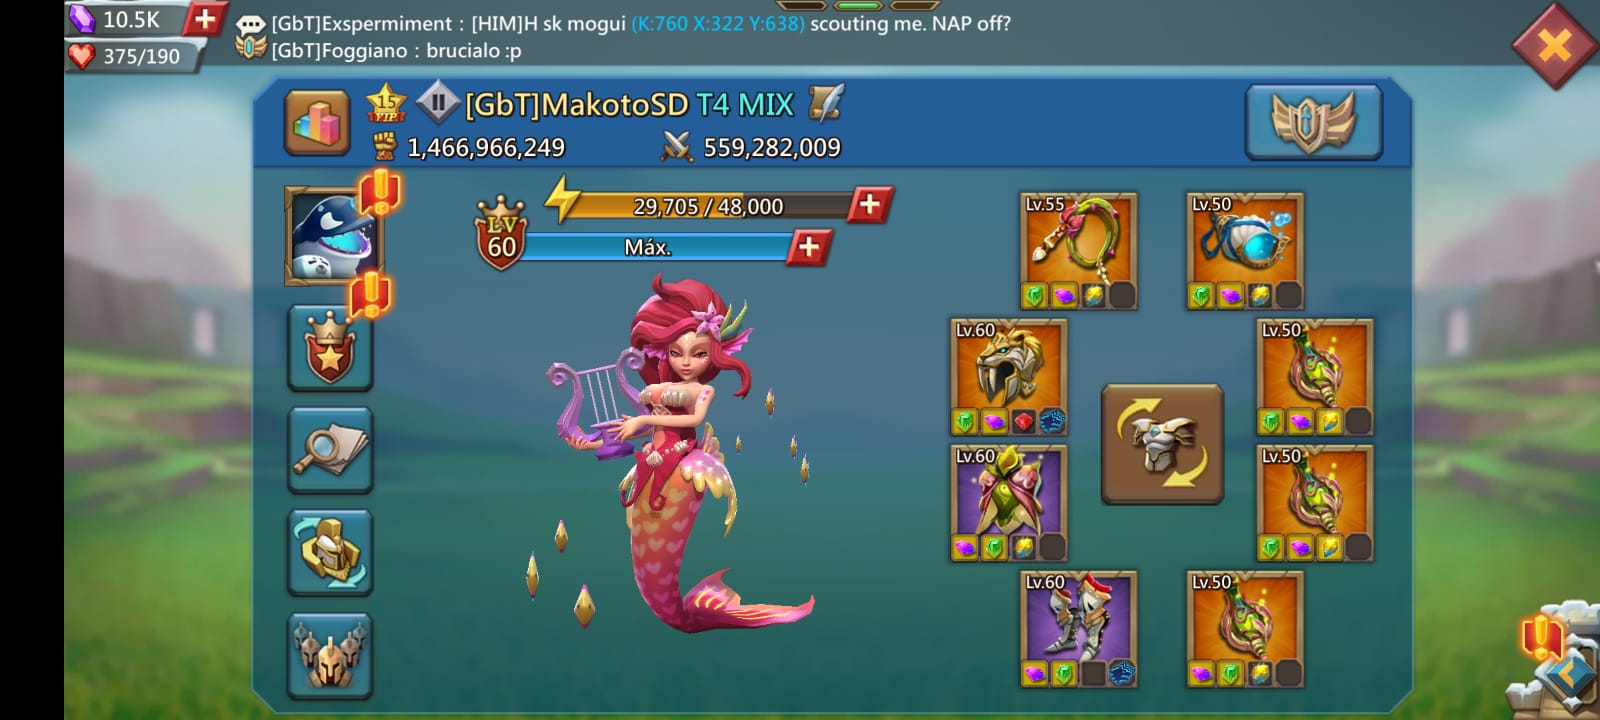 10.5K
[GbT]Exspermiment : [HIM]H sk mogui (K:760 X:322 Y:638) scouting me. NAP off?
375/190
[GbT]Foggiano : brucialo :p
15
VIP
[GbT]MakotoSD T4 MIX
1,466,966,249
559,282,009
29,705 / 48,000
LV
60
Máx.
Lv.55
Lv.50
Lv.60
Lv.50
Lv.60
Lv.50
Lv.60
Lv.50